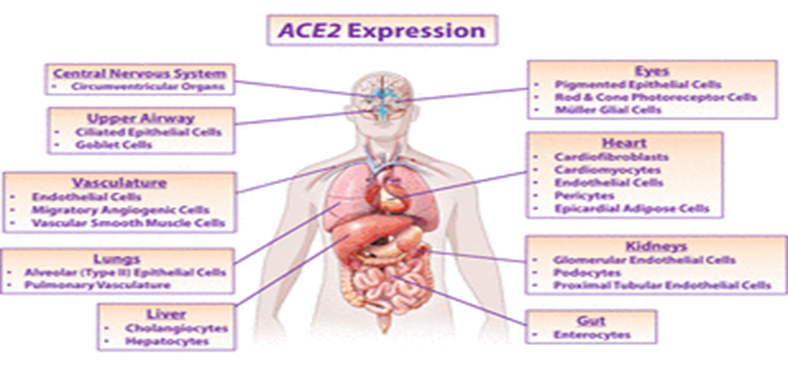 ACE2 Expression
Central Nervous System
• Circumventricular Organs
Upper Airway
• Ciliated Epithelial Cells
• Goblet Cells
Vasculature
• Endothelial Cells
• Migratory Angiogenic Cells
• Vascular Smooth Muscle Cells
Lungs
• Alveolar (Type II) Epithelial Cells
• Pulmonary Vasculature
Liver
• Cholangiocytes
• Hepatocytes
Eyes
• Pigmented Epithelial Cells
• Rod & Cone Photoreceptor Cells
• Müller Glial Cells
Heart
• Cardiofibroblasts
• Cardiomyocytes
• Endothelial Cells
• Pericytes
• Epicardial Adipose Cells
Kidneys
• Glomerular Endothelial Cells
• Podocytes
• Proximal Tubular Endothelial Cells
Gut
• Enterocytes